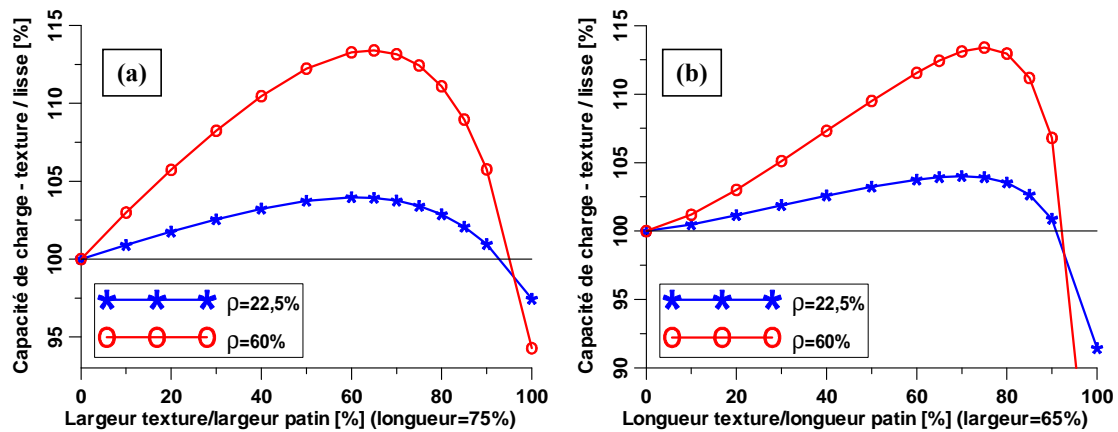 Capacité de charge - texture / lisse [%]
115
110
105
100
95
(a)
ρ=22,5%
ρ=60%
0 20 40 60 80 100
Largeur texture/largeur patin [%] (longueur=75%)
Capacité de charge - texture / lisse [%]
115
110
105
100
95
90
(b)
ρ=22,5%
ρ=60%
0 20 40 60 80 100
Longueur texture/longueur patin [%] (largeur=65%)